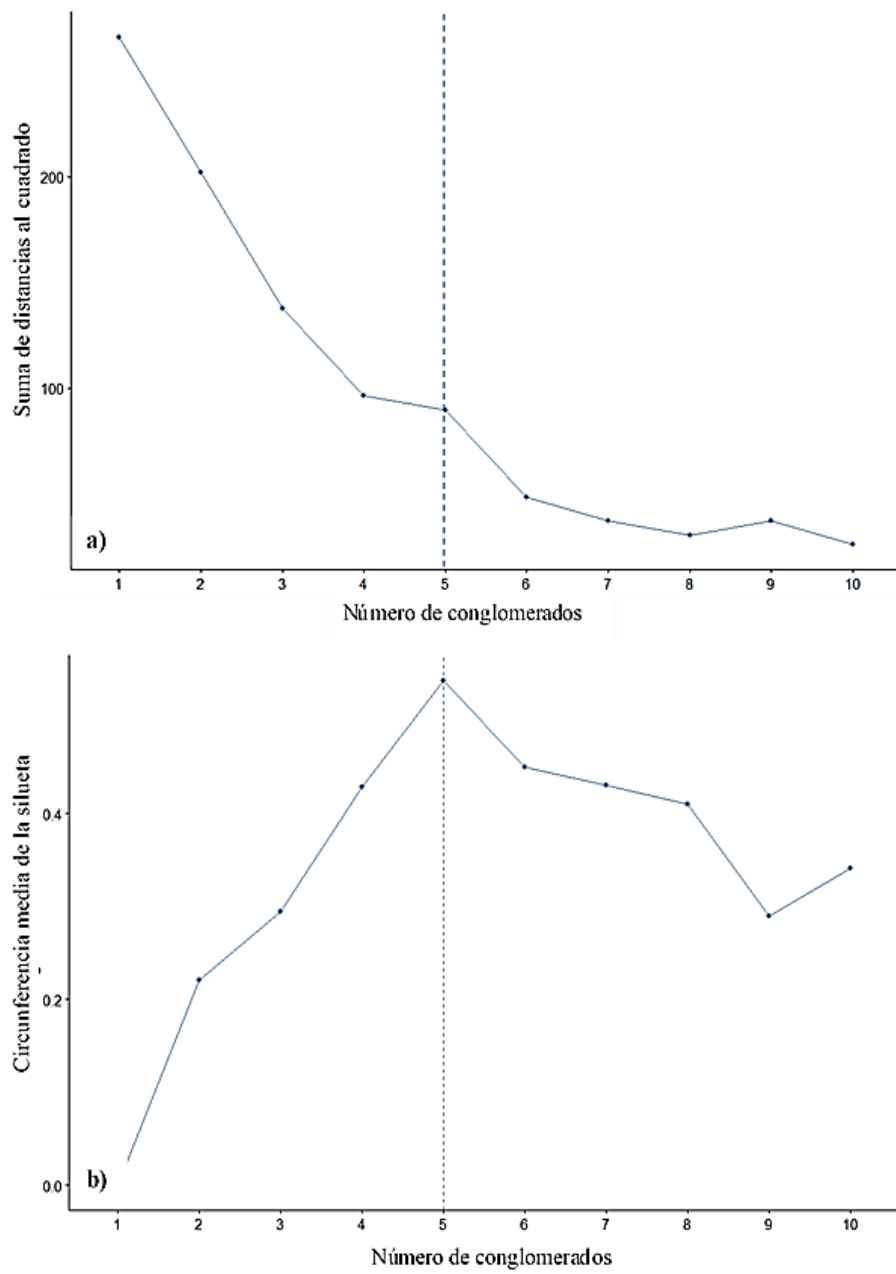 Suma de distancias al cuadrado
200
100
a)
1 2 3 4 5 6 7 8 9 10
Número de conglomerados
Circunferencia media de la silueta
0.4
0.2
0.0
b)
1 2 3 4 5 6 7 8 9 10
Número de conglomerados